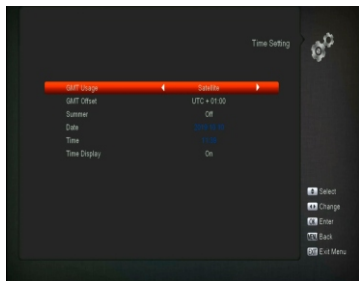 Time Setting
GMT Usage Satellite
GMT Offset UTC + 01:00
Summer Off
Date
Time
Time Display On
Select
Change
OK Enter
Back
Exit Menu